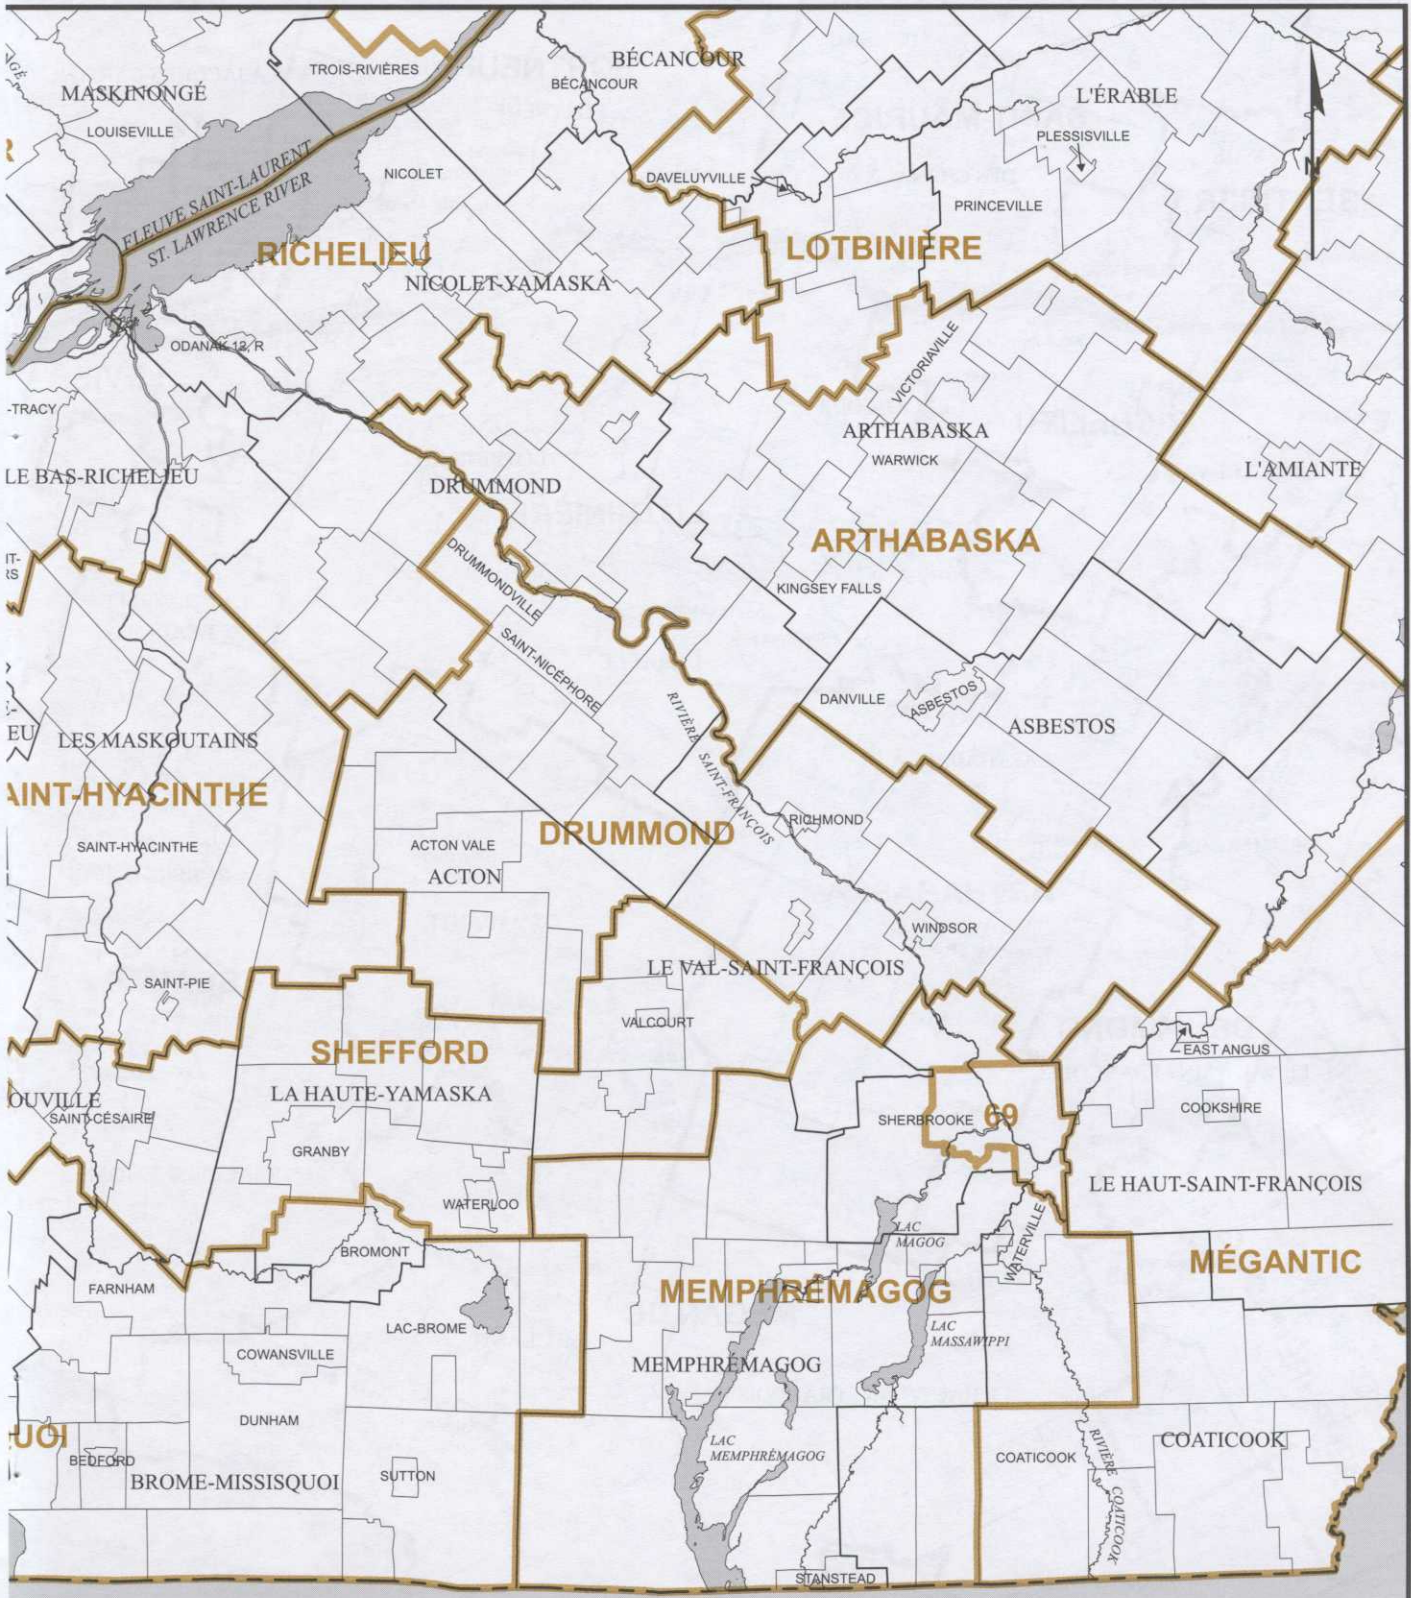 BÉCANCOUR
TROIS-RIVIÈRES
BÉCANCOUR
MASKINONGÉ
L'ÉRABLE
LOUISEVILLE
PLESSISVILLE
NICOLET
DAVELUYVILLE
N
FLEUVE SAINT-LAURENT
ST. LAWRENCE RIVER
PRINCEVILLE
RICHELIEU
LOTBINIÈRE
NICOLET-YAMASKA
ODANAK 12, R
VICTORIAVILLE
-TRACY
ARTHABASKA
WARWICK
LE BAS-RICHELIEU
DRUMMOND
L'AMIANTE
ARTHABASKA
DRUMMONDVILLE
KINGSEY FALLS
SAINT-NICÉPHORE
DANVILLE
ASBESTOS
RIVIÈRE SAINT-FRANÇOIS
EU
LES MASKOUTAINS
ASBESTOS
AINT-HYACINTHE
RICHMOND
DRUMMOND
SAINT-HYACINTHE
ACTON VALE
ACTON
WINDSOR
LE VAL-SAINT-FRANÇOIS
SAINT-PIE
VALCOURT
SHEFFORD
EAST ANGUS
OUVILLE
LA HAUTE-YAMASKA
COOKSHIRE
SAINT-CÉSAIRE
SHERBROOKE
69
GRANBY
LE HAUT-SAINT-FRANÇOIS
WATERLOO
LAC
MAGOG
WATERVILLE
BROMONT
MÉGANTIC
FARNHAM
MEMPHRÉMAGOG
LAC-BROME
LAC
MASSAWIPPI
COWANSVILLE
MEMPHRÉMAGOG
DUNHAM
UOI
LAC
MEMPHRÉMAGOG
COATICOOK
COATICOOK
BEDFORD
BROME-MISSISQUOI
SUTTON
RIVIÈRE COATICOOK
STANSTEAD